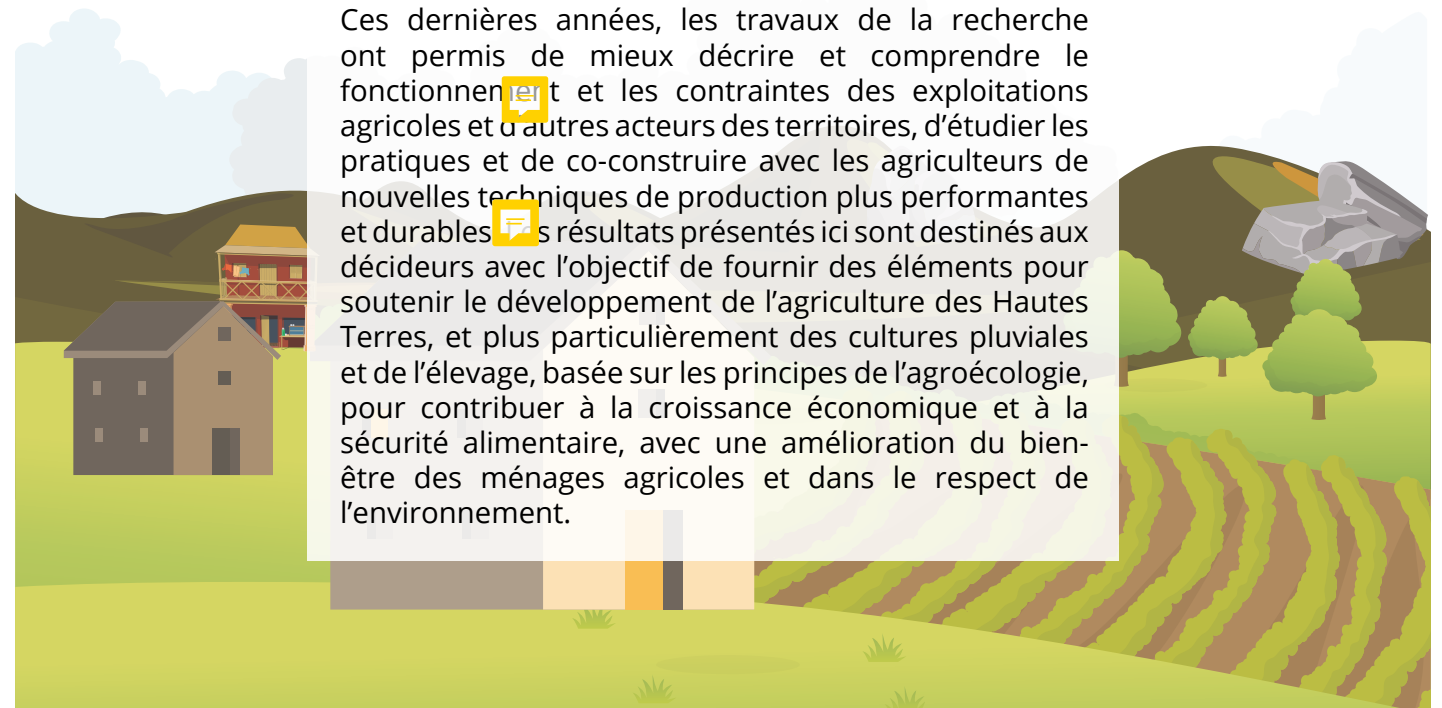 Ces dernières années, les travaux de la recherche
ont permis de mieux décrire et comprendre le
fonctionnement et les contraintes des exploitations
agricoles et d'autres acteurs des territoires, d'étudier les
pratiques et de co-construire avec les agriculteurs de
nouvelles techniques de production plus performantes
et durables. Les résultats présentés ici sont destinés aux
décideurs avec l'objectif de fournir des éléments pour
soutenir le développement de l'agriculture des Hautes
Terres, et plus particulièrement des cultures pluviales
et de l'élevage, basée sur les principes de l'agroécologie,
pour contribuer à la croissance économique et à la
sécurité alimentaire, avec une amélioration du bien-
être des ménages agricoles et dans le respect de
l'environnement.